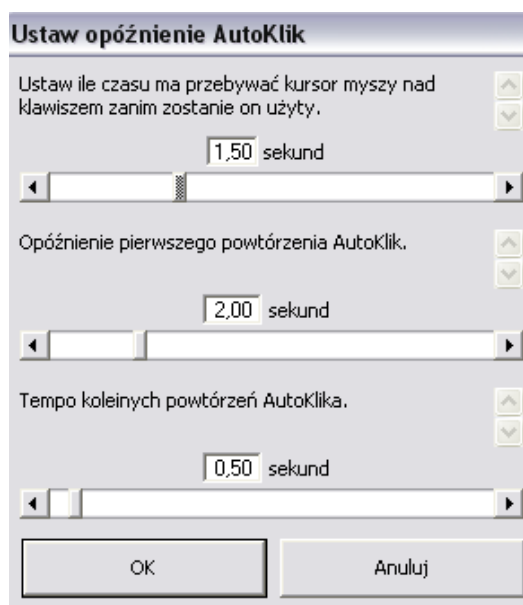 Ustaw opóźnienie AutoKlik
Ustaw ile czasu ma przebywać kursor myszy nad
klawiszem zanim zostanie on użyty.
1,50 sekund
Opóźnienie pierwszego powtórzenia AutoKlik.
2,00 sekund
Tempo koleinych powtórzeń AutoKlika.
0,50 sekund
OK Anuluj